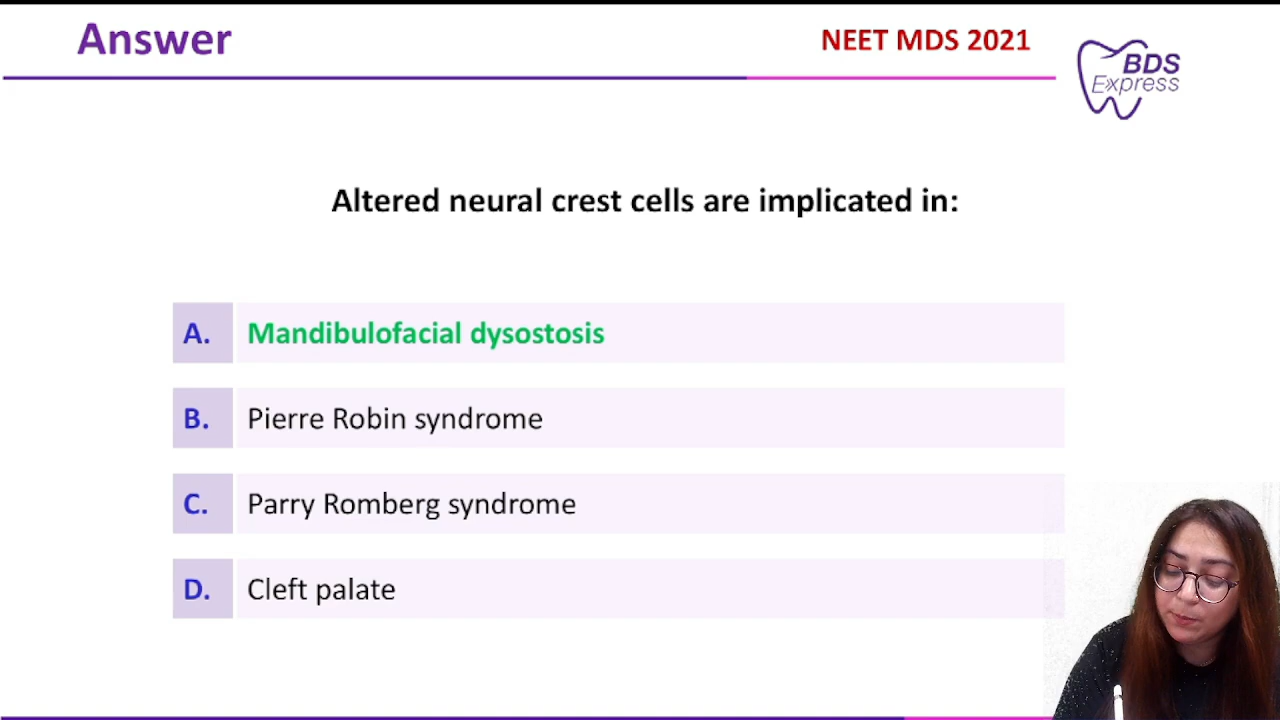 Answer
NEET MDS 2021
BDS
Express
Altered neural crest cells are implicated in:
A. Mandibulofacial dysostosis
B. Pierre Robin syndrome
C. Parry Romberg syndrome
D. Cleft palate